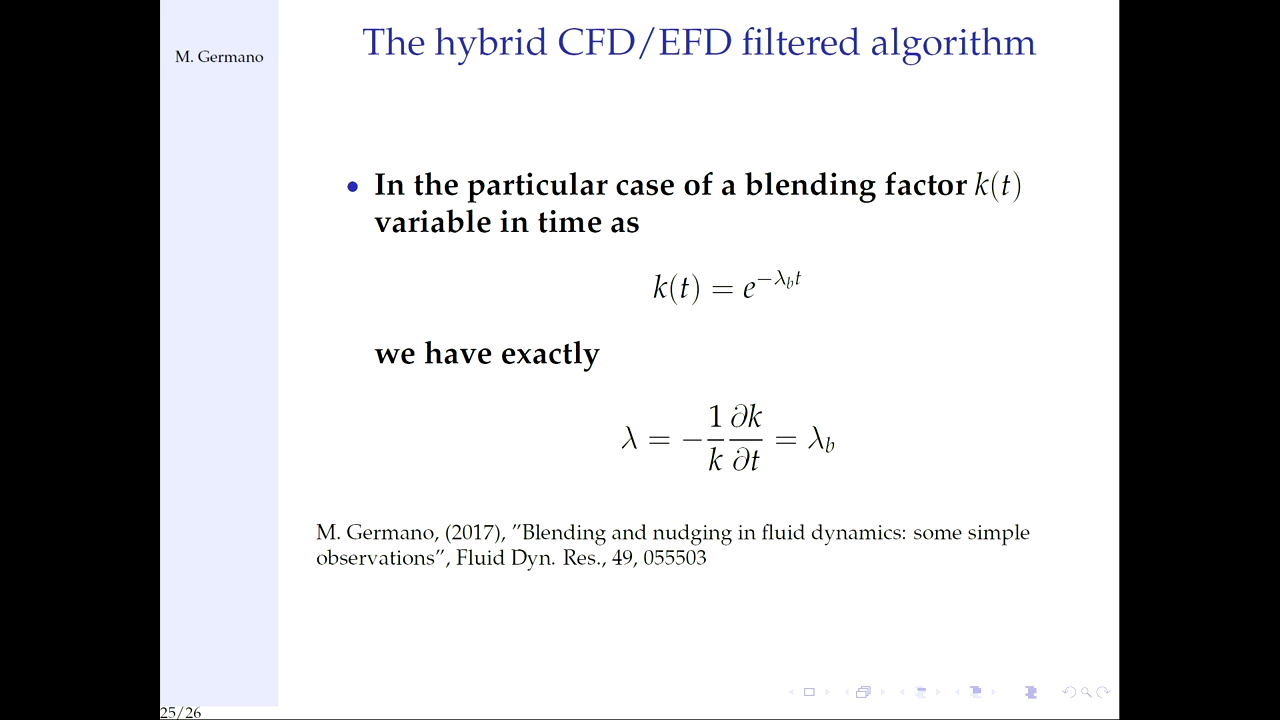 M. Germano
The hybrid CFD/EFD filtered algorithm
• In the particular case of a blending factor k(t)
variable in time as
k(t) = e^{−λ_b t}
we have exactly
λ = −\frac{1}{k}\frac{∂k}{∂t} = λ_b
M. Germano, (2017), ”Blending and nudging in fluid dynamics: some simple
observations”, Fluid Dyn. Res., 49, 055503
25/26